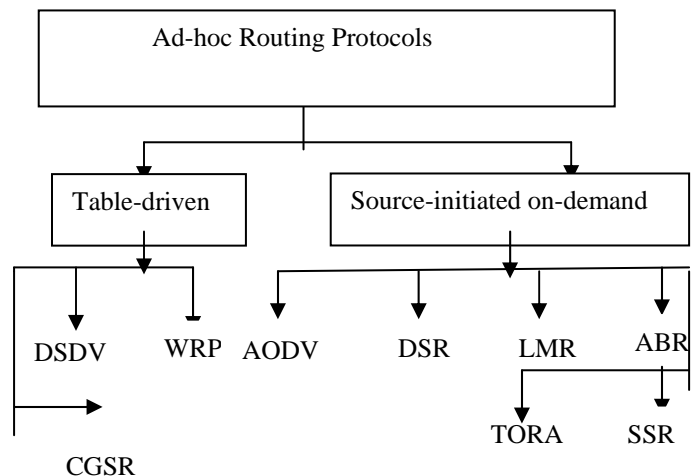 Ad-hoc Routing Protocols
Table-driven
Source-initiated on-demand
DSDV
WRP
AODV
DSR
LMR
ABR
TORA
SSR
CGSR